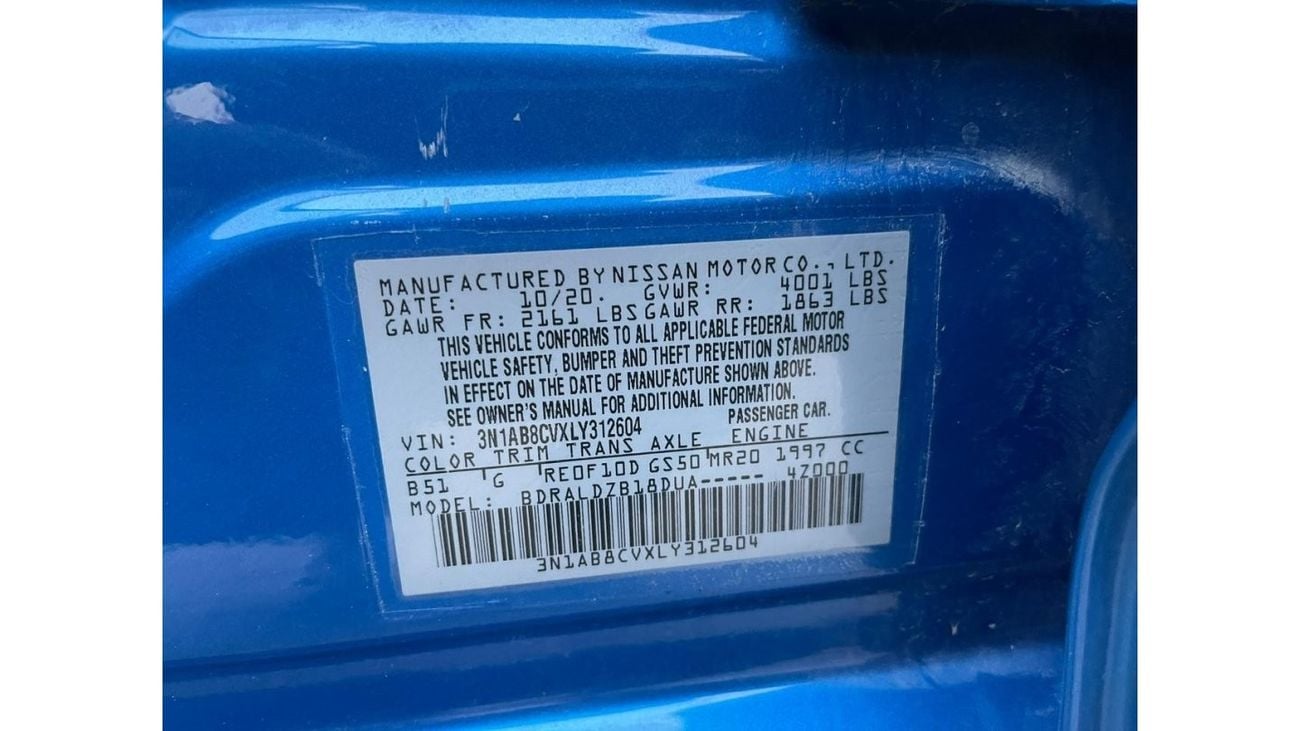 MANUFACTURED BY NISSAN MOTOR CO., LTD.
DATE: 10/20. GVWR: 4001 LBS
GAWR FR: 2161 LBS GAWR RR: 1863 LBS
THIS VEHICLE CONFORMS TO ALL APPLICABLE FEDERAL MOTOR
VEHICLE SAFETY, BUMPER AND THEFT PREVENTION STANDARDS
IN EFFECT ON THE DATE OF MANUFACTURE SHOWN ABOVE.
SEE OWNER'S MANUAL FOR ADDITIONAL INFORMATION.
VIN: 3N1AB8CVXLY312604 PASSENGER CAR.
COLOR TRIM TRANS AXLE ENGINE
B51 G RE0F10D GS50 MR20 1997 CC
MODEL: BDRALDZB18DUA----- 4Z000
3N1AB8CVXLY312604